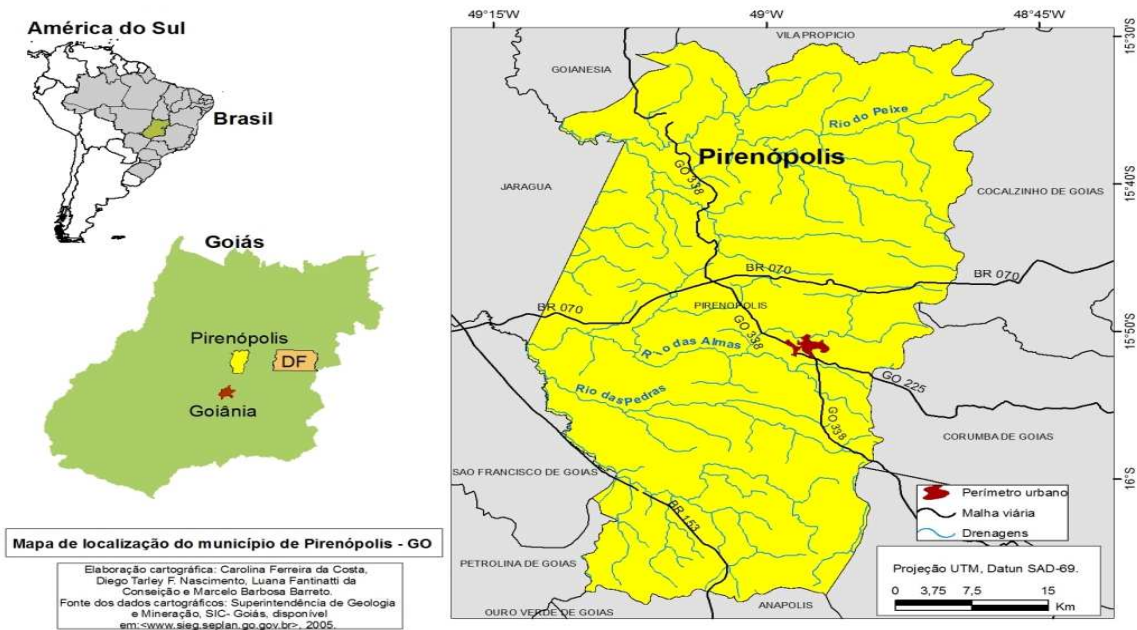 América do Sul
Brasil
Goiás
Pirenópolis
DF
Goiânia
Mapa de localização do município de Pirenópolis - GO
Elaboração cartográfica: Carolina Ferreira da Costa,
Diego Tarley F. Nascimento, Luana Fantinatti da
Conseição e Marcelo Barbosa Barreto.
Fonte dos dados cartográficos: Superintendência de Geologia
e Mineração, SIC- Goiás, disponível
em:<www.sieg.seplan.go.gov.br>, 2005.
49°15'W
49°W
48°45'W
15°30'S
15°40'S
15°50'S
16°S
VILA PROPICIO
GOIANESIA
Rio do Peixe
Pirenópolis
GO 338
JARAGUA
COCALZINHO DE GOIAS
BR 070
BR 070
PIRENOPOLIS
BR 070
GO 338
Rio das Almas
GO 225
Rio das Pedras
GO 338
CORUMBA DE GOIAS
SAO FRANCISCO DE GOIAS
BR 153
PETROLINA DE GOIAS
OURO VERDE DE GOIAS
ANAPOLIS
Perímetro urbano
Malha viária
Drenagens
Projeção UTM, Datun SAD-69.
0 3,75 7,5 15
Km